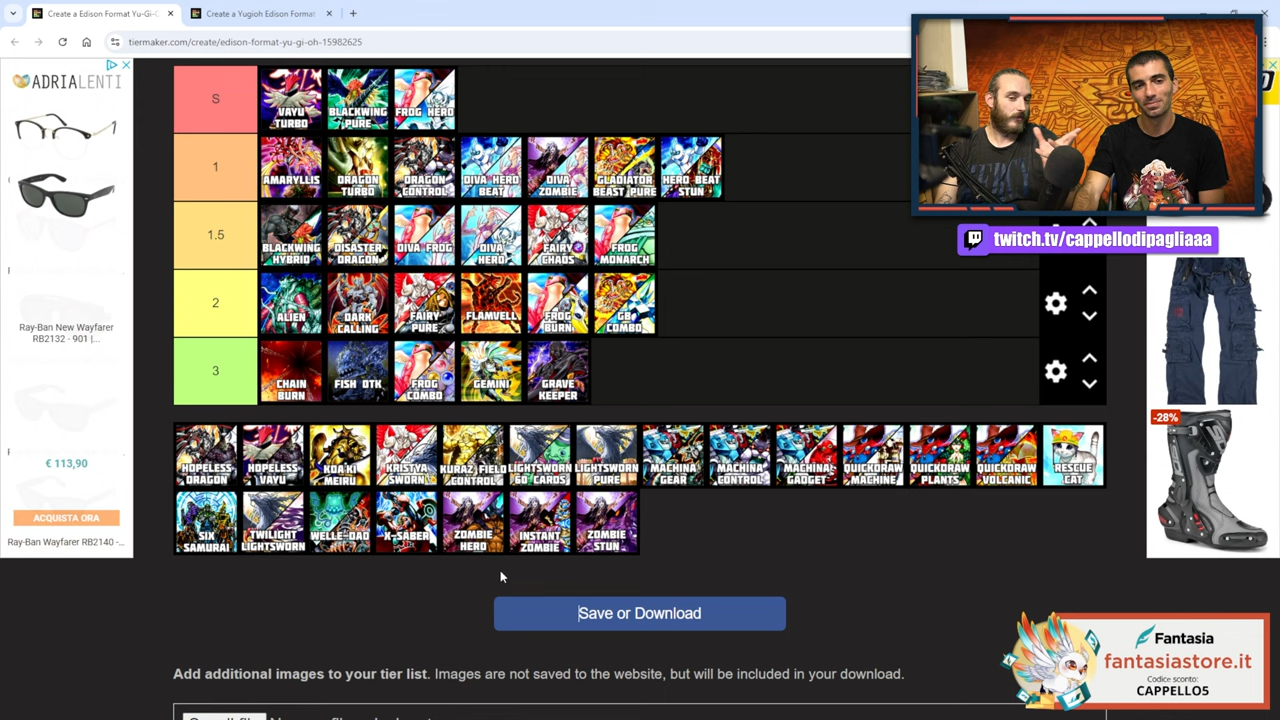 Create a Edison Format Yu-Gi-O
Create a Yugioh Edison Format
tiermaker.com/create/edison-format-yu-gi-oh-15982625
ADRIALENTI
S
VAYU TURBO
BLACKWING PURE
FROG HERO
1
AMARYLLIS
DRAGON TURBO
DRAGON CONTROL
DIVA HERO BEAT
DIVA ZOMBIE
GLADIATOR BEAST PURE
HERO BEAT STUN
twitch.tv/cappellodipagliaaa
1.5
BLACKWING HYBRID
DISASTER DRAGON
DIVA FROG
DIVA HERO
FAIRY CHAOS
FROG MONARCH
2
ALIEN
DARK CALLING
FAIRY PURE
FLAMVELL
FROG BURN
GB COMBO
Ray-Ban New Wayfarer
RB2132 - 901 |...
3
CHAIN BURN
FISH OTK
FROG COMBO
GEMINI
GRAVE KEEPER
-28%
€ 113,90
ACQUISTA ORA
Ray-Ban Wayfarer RB2140 -...
HOPELESS DRAGON
HOPELESS VAYU
KOA KI MEIRU
KRISTYA SWORN
KURAZ FIELD CONTROL
LIGHTSWORN
LIGHTSWORN PURE
MACHINA GEAR
MACHINA CONTROL
MACHINA GADGET
QUICKDRAW MACHINE
QUICKDRAW PLANTS
QUICKDRAW VOLCANIC
RESCUE CAT
SIX SAMURAI
TWILIGHT LIGHTSWORN
WELLE-DAD
X-SABER
ZOMBIE HERO
INSTANT ZOMBIE
ZOMBIE STUN
Save or Download
Add additional images to your tier list. Images are not saved to the website, but will be included in your download.
Fantasia
fantasiastore.it
Codice sconto:
CAPPELLO5